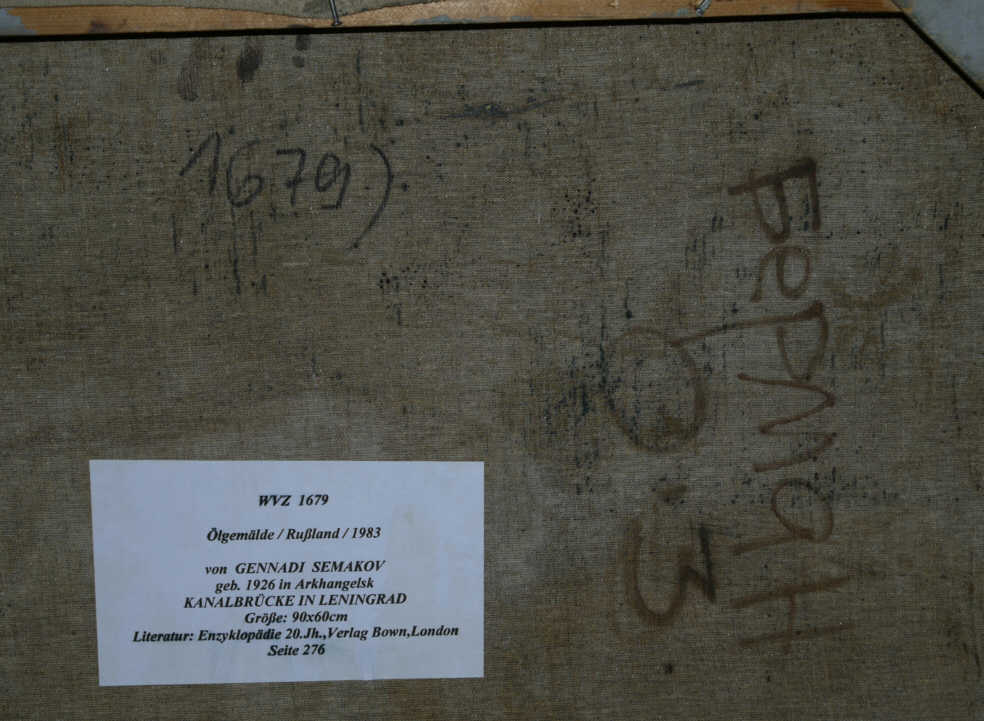 1679)
Берман
WVZ 1679
Ölgemälde / Rußland / 1983
von GENNADI SEMAKOV
geb. 1926 in Arkhangelsk
KANALBRÜCKE IN LENINGRAD
Größe: 90x60cm
Literatur: Enzyklopädie 20.Jh.,Verlag Bown,London
Seite 276